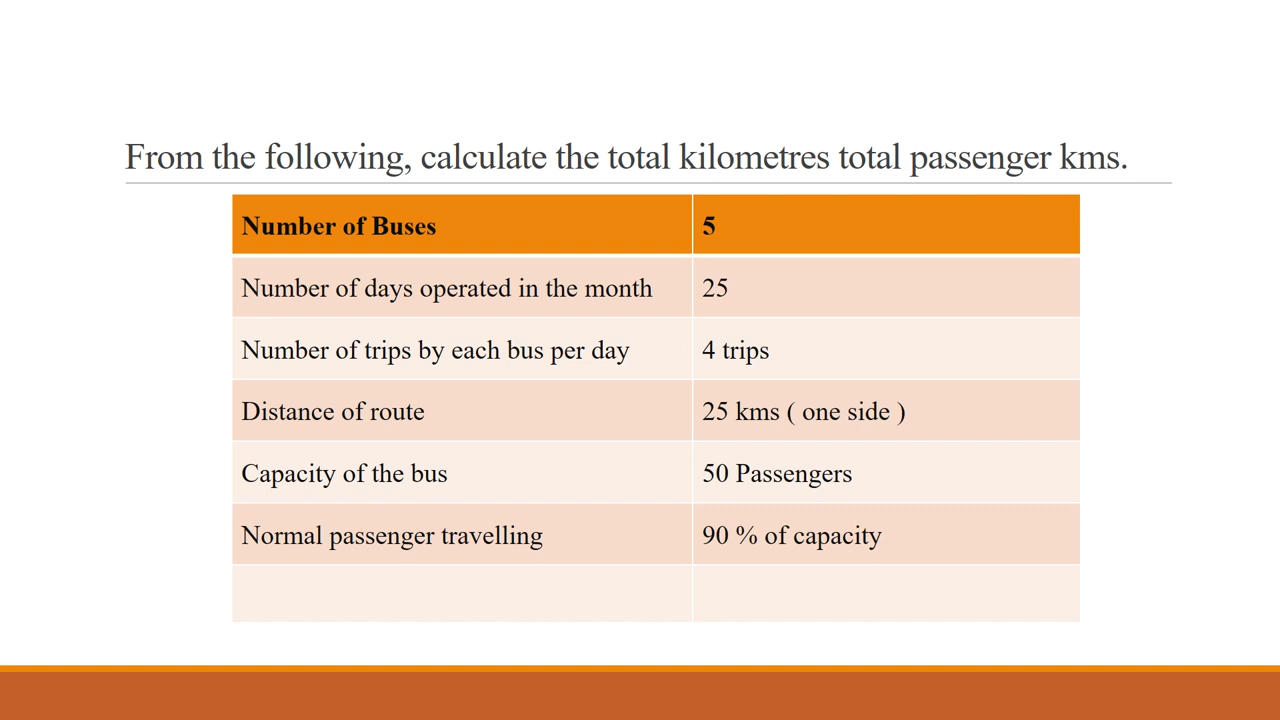 From the following, calculate the total kilometres total passenger kms.
Number of Buses 5
Number of days operated in the month 25
Number of trips by each bus per day 4 trips
Distance of route 25 kms ( one side )
Capacity of the bus 50 Passengers
Normal passenger travelling 90 % of capacity